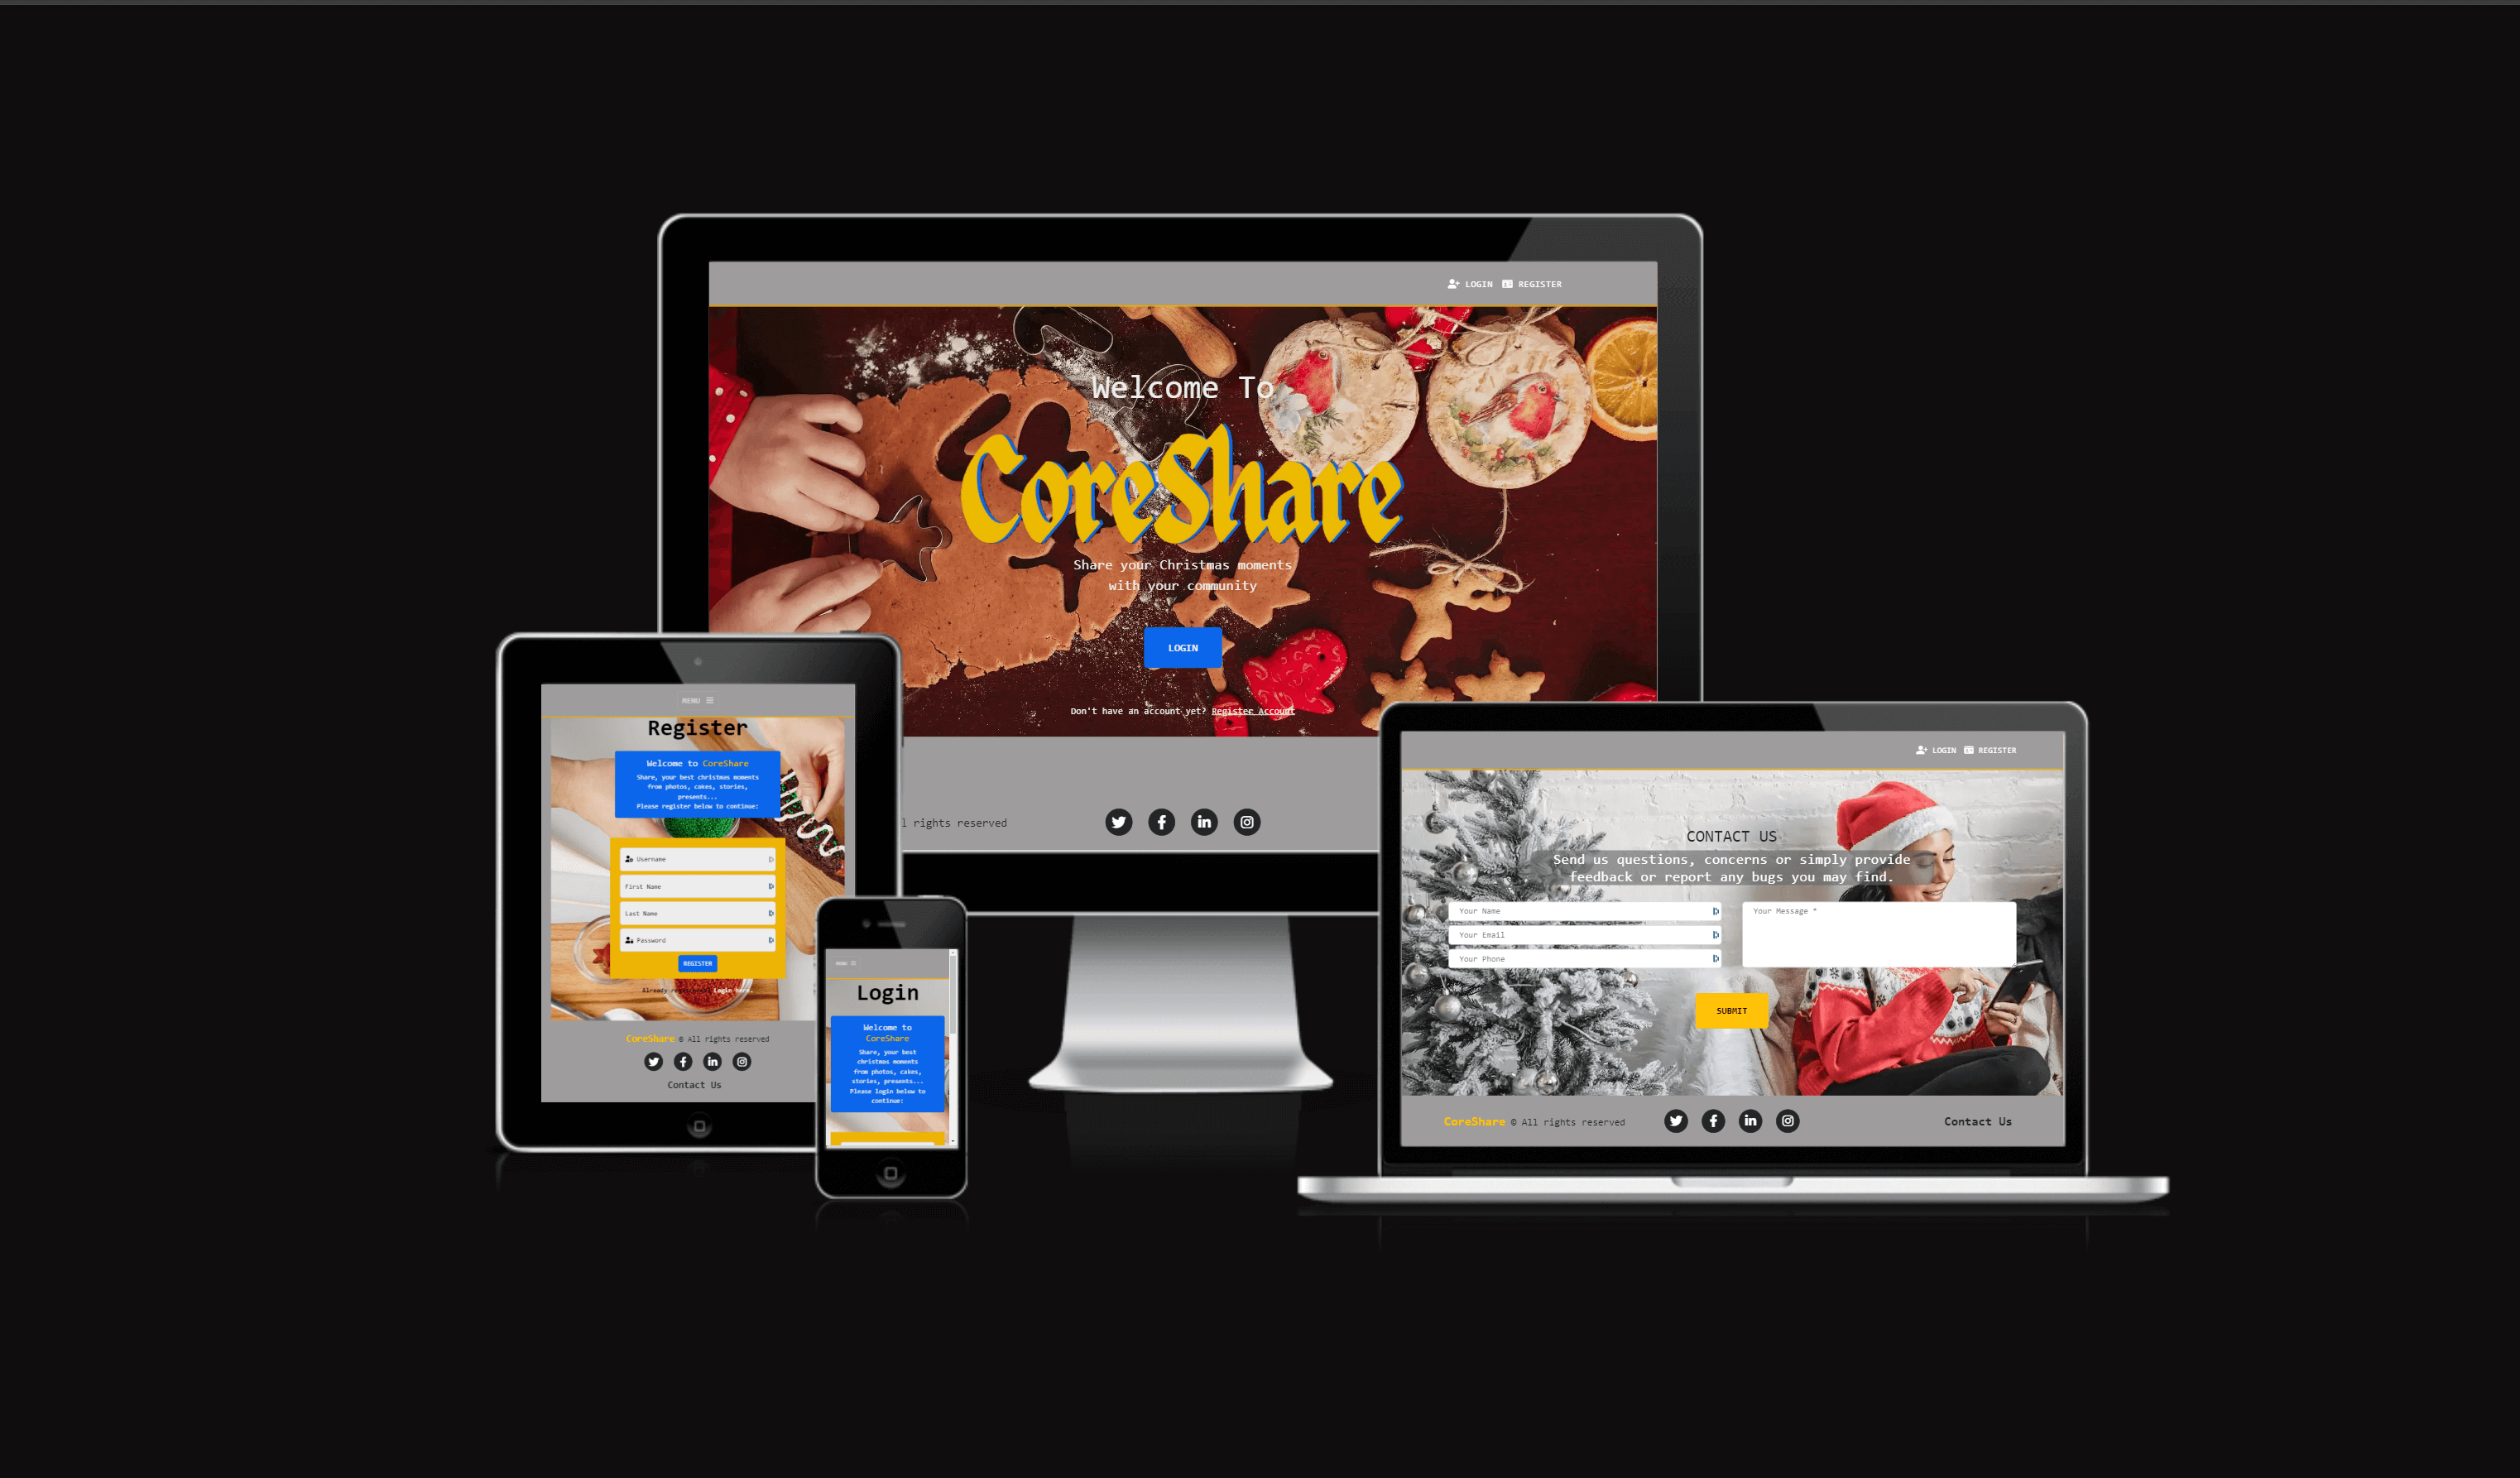 LOGIN REGISTER
Welcome To
CoreShare
Share your Christmas moments
with your community
LOGIN
Don't have an account yet? Register Account
l rights reserved
MENU
Register
Welcome to CoreShare
Share, your best christmas moments
from photos, cakes, stories,
presents...
Please register below to continue:
Username
First Name
Last Name
Password
REGISTER
Already Login here.
CoreShare © All rights reserved
Contact Us
MENU
Login
Welcome to
CoreShare
Share, your best
christmas moments
from photos, cakes,
stories, presents...
Please login below to
continue:
LOGIN REGISTER
CONTACT US
Send us questions, concerns or simply provide
feedback or report any bugs you may find.
Your Name
Your Email
Your Phone
Your Message *
SUBMIT
CoreShare © All rights reserved
Contact Us